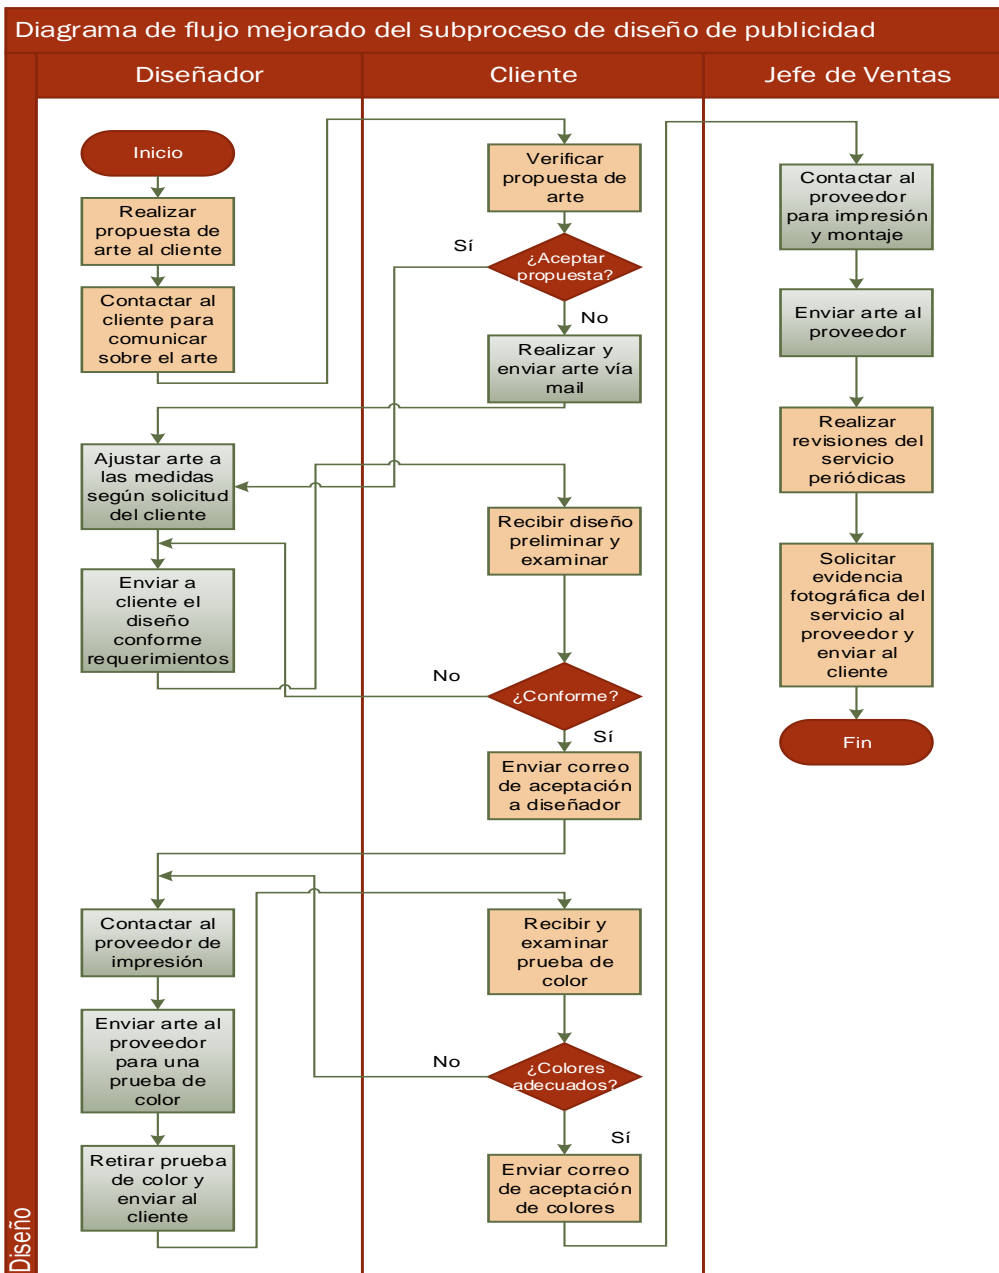 Diagrama de flujo mejorado del subproceso de diseño de publicidad
Diseñador
Cliente
Jefe de Ventas
Diseño
Inicio
Realizar
propuesta de
arte al cliente
Contactar al
cliente para
comunicar
sobre el arte
Verificar
propuesta de
arte
¿Aceptar
propuesta?
Sí
No
Realizar y
enviar arte vía
mail
Ajustar arte a
las medidas
según solicitud
del cliente
Enviar a
cliente el
diseño
conforme
requerimientos
Recibir diseño
preliminar y
examinar
¿Conforme?
No
Sí
Enviar correo
de aceptación
a diseñador
Contactar al
proveedor de
impresión
Enviar arte al
proveedor
para una
prueba de
color
Retirar prueba
de color y
enviar al
cliente
Recibir y
examinar
prueba de
color
¿Colores
adecuados?
No
Sí
Enviar correo
de aceptación
de colores
Contactar al
proveedor
para impresión
y montaje
Enviar arte al
proveedor
Realizar
revisiones del
servicio
periódicas
Solicitar
evidencia
fotográfica del
servicio al
proveedor y
enviar al
cliente
Fin